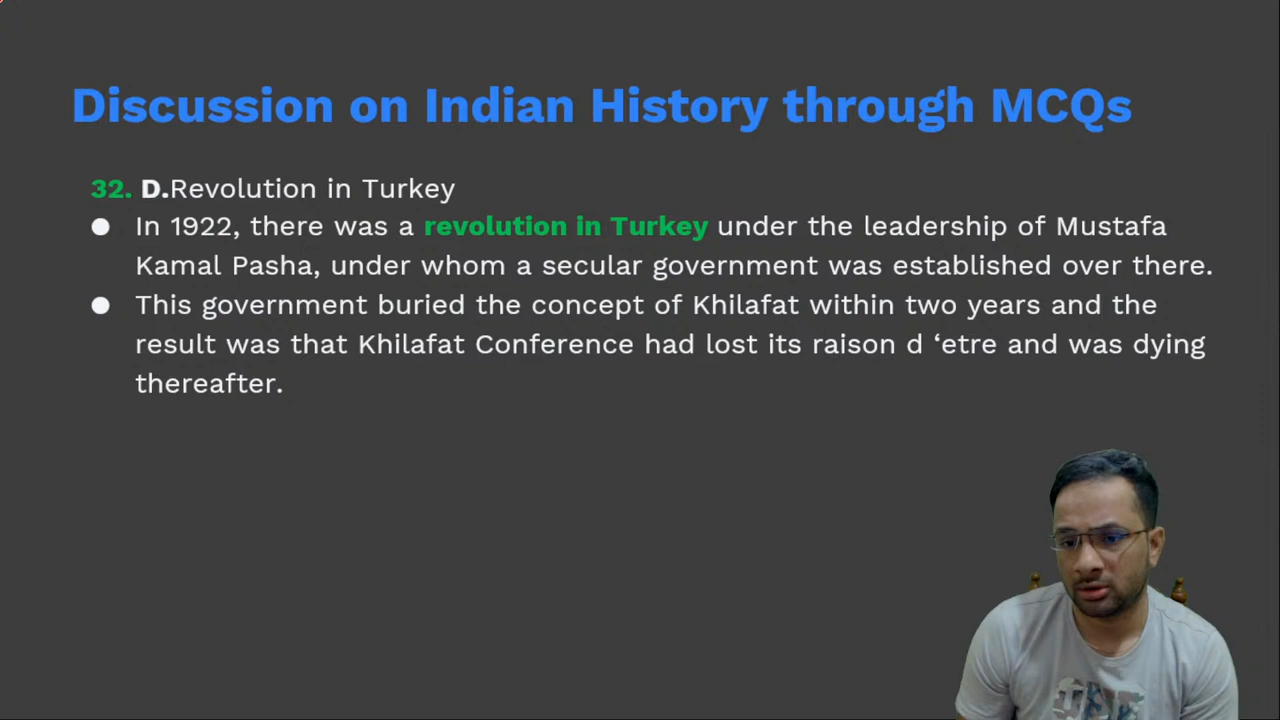 Discussion on Indian History through MCQs
32. D.Revolution in Turkey
● In 1922, there was a revolution in Turkey under the leadership of Mustafa
Kamal Pasha, under whom a secular government was established over there.
● This government buried the concept of Khilafat within two years and the
result was that Khilafat Conference had lost its raison d ‘etre and was dying
thereafter.